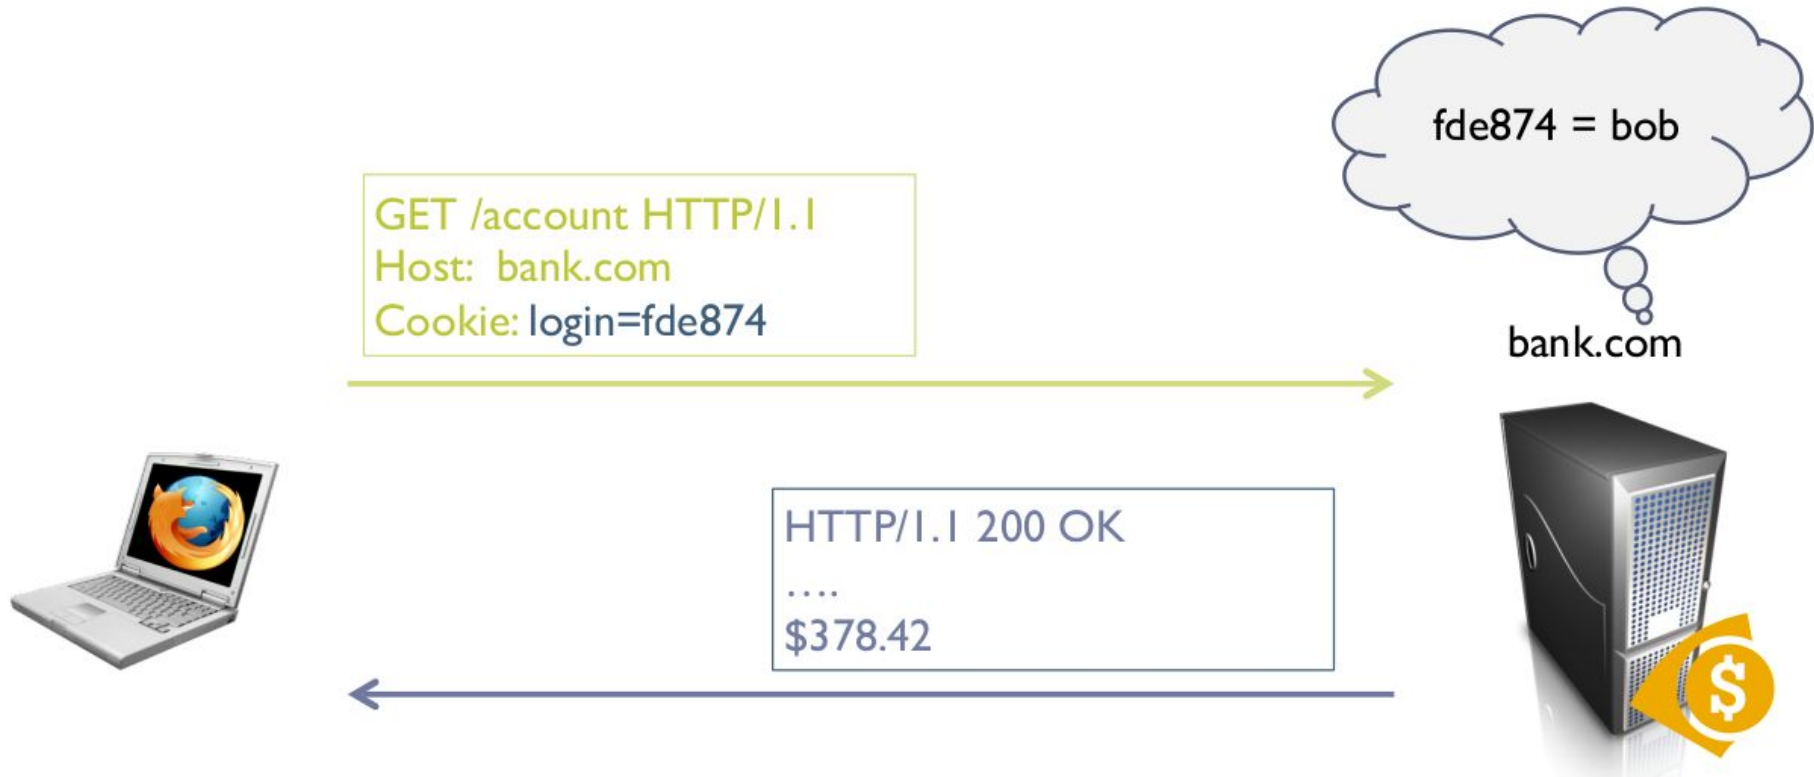 fde874 = bob
GET /account HTTP/1.1
Host: bank.com
Cookie: login=fde874
bank.com
HTTP/1.1 200 OK
....
$378.42
$